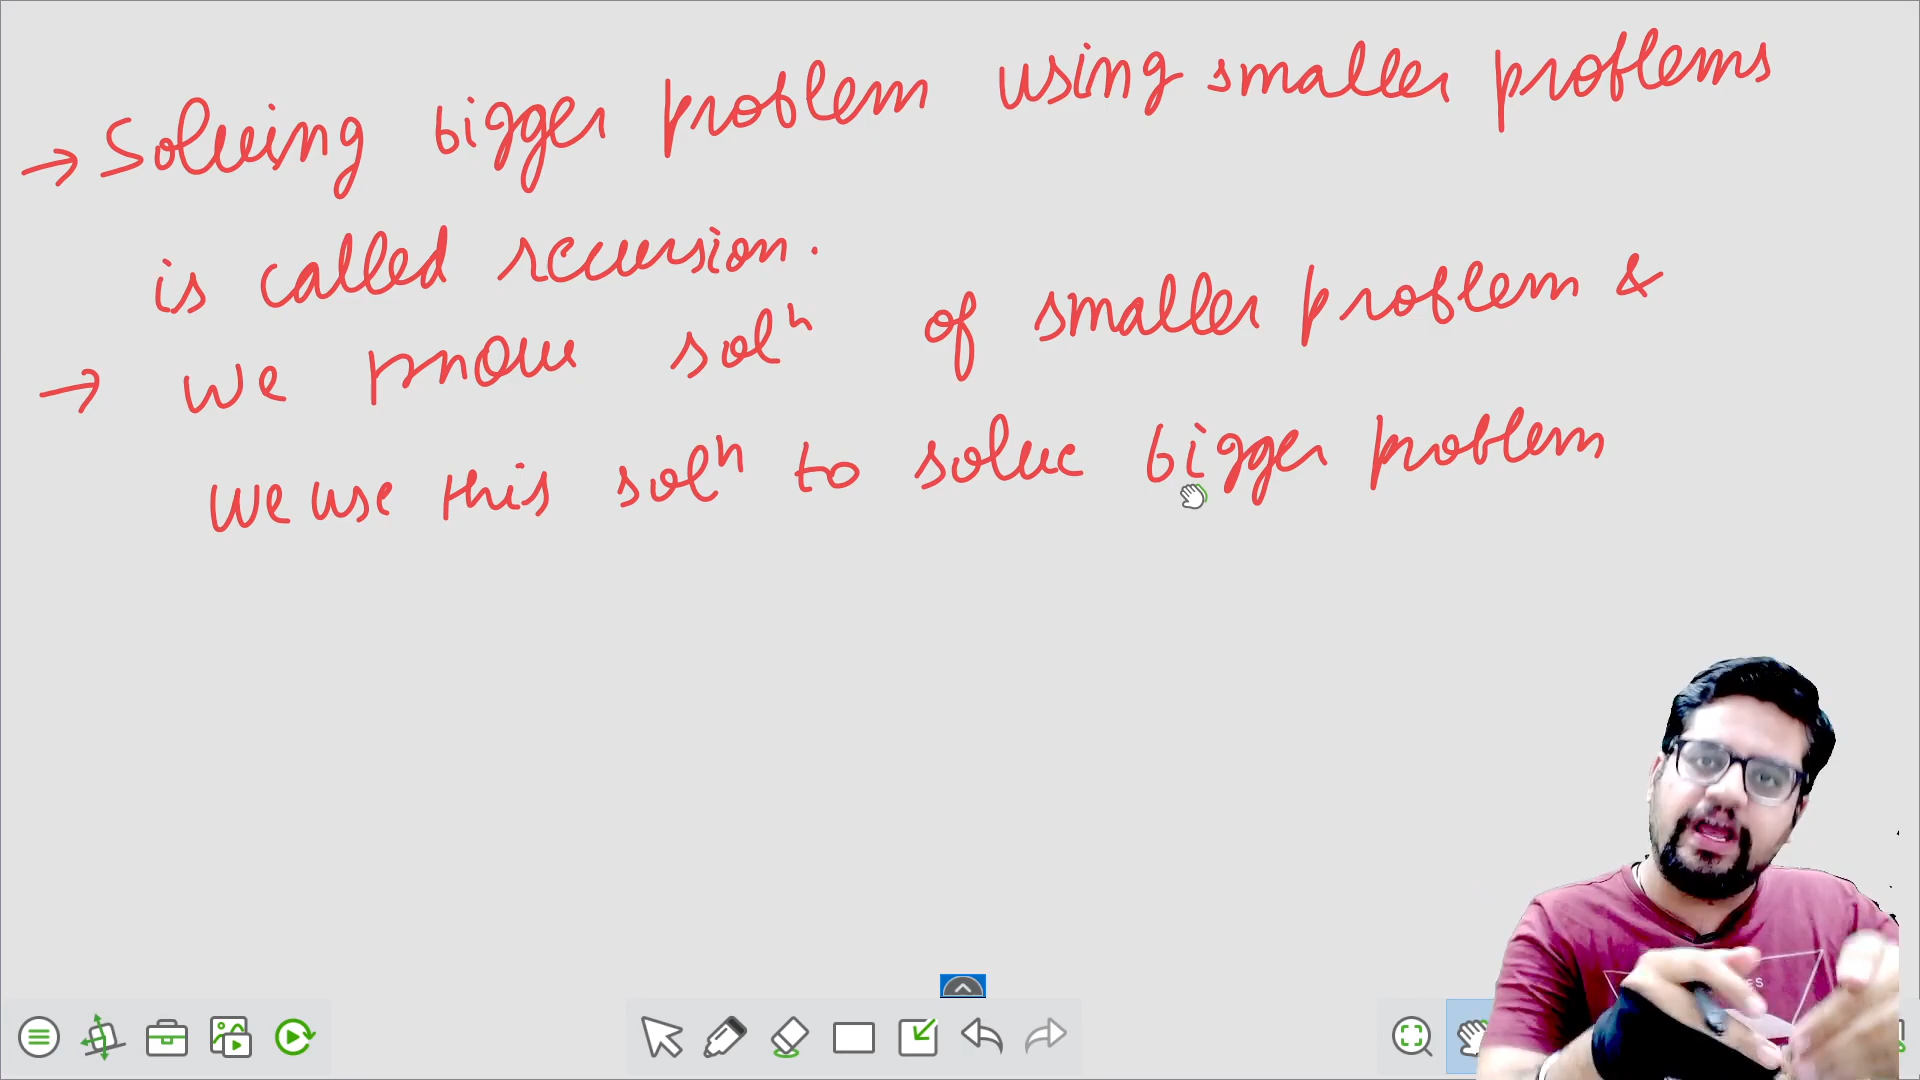 → Solving bigger problem using smaller problems
is called recursion.
→ we know solⁿ of smaller problem &
we use this solⁿ to solve bigger problem